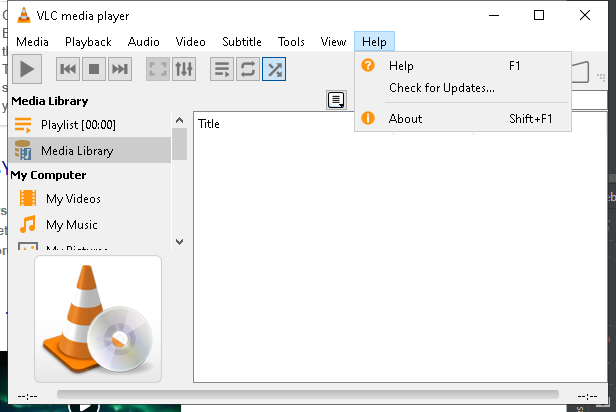 VLC media player
Media Playback Audio Video Subtitle Tools View Help
Help F1
Check for Updates...
About Shift+F1
Media Library
Playlist [00:00]
Media Library
My Computer
My Videos
My Music
My Pictures
Title
--:-- --:--